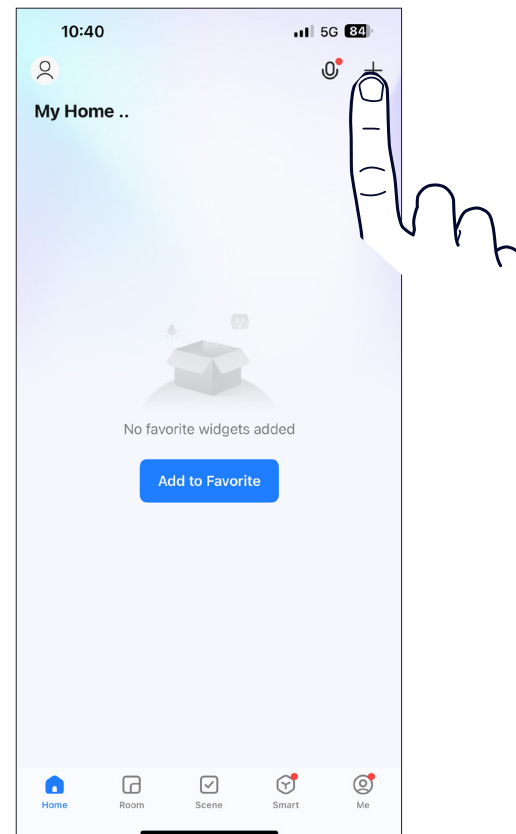 10:40
5G 84
My Home ..
No favorite widgets added
Add to Favorite
Home Room Scene Smart Me